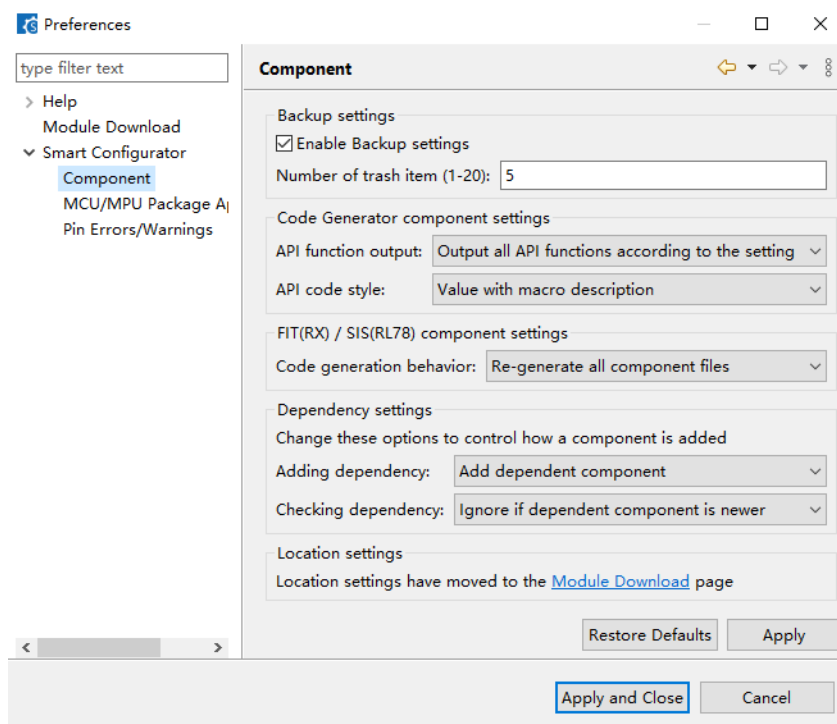 Preferences
type filter text
Help
Module Download
Smart Configurator
Component
MCU/MPU Package
Pin Errors/Warnings
Component
Backup settings
Enable Backup settings
Number of trash item (1-20): 5
Code Generator component settings
API function output: Output all API functions according to the setting
API code style: Value with macro description
FIT(RX) / SIS(RL78) component settings
Code generation behavior: Re-generate all component files
Dependency settings
Change these options to control how a component is added
Adding dependency: Add dependent component
Checking dependency: Ignore if dependent component is newer
Location settings
Location settings have moved to the Module Download page
Restore Defaults Apply
Apply and Close Cancel